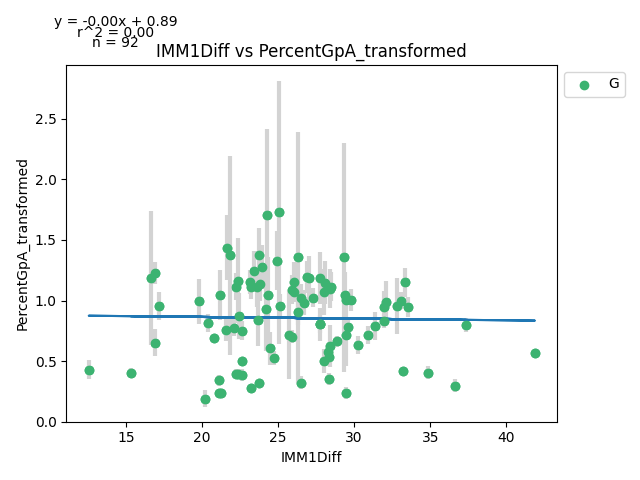 y = -0.00x + 0.89
r^2 = 0.00
n = 92
IMM1Diff vs PercentGpA_transformed
G
PercentGpA_transformed
2.5
2.0
1.5
1.0
0.5
0.0
15 20 25 30 35 40
IMM1Diff